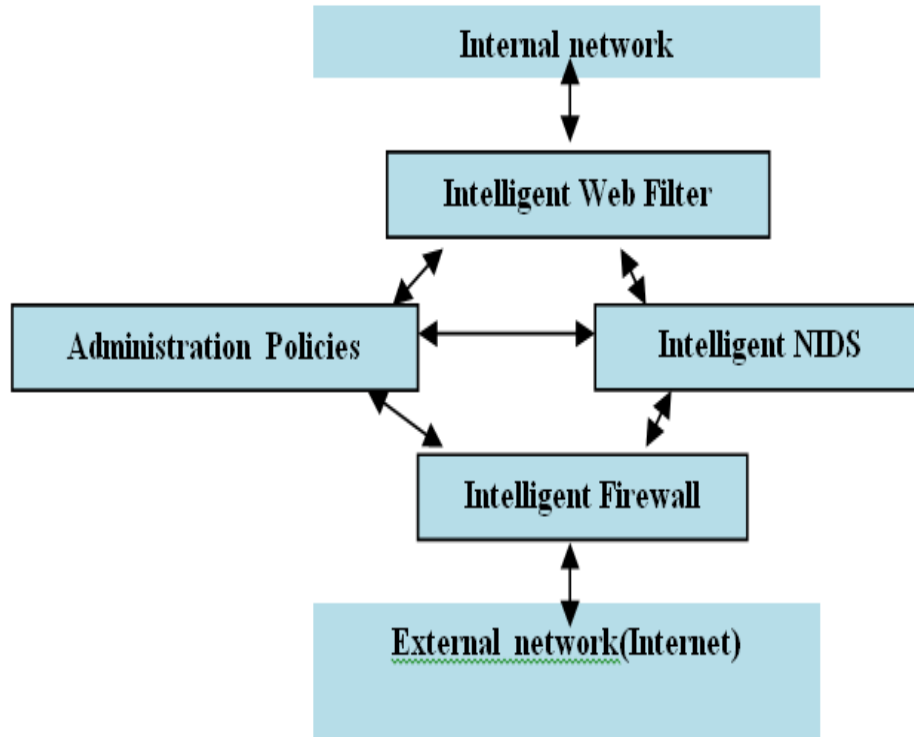 Internal network
Intelligent Web Filter
Administration Policies
Intelligent NIDS
Intelligent Firewall
External network(Internet)